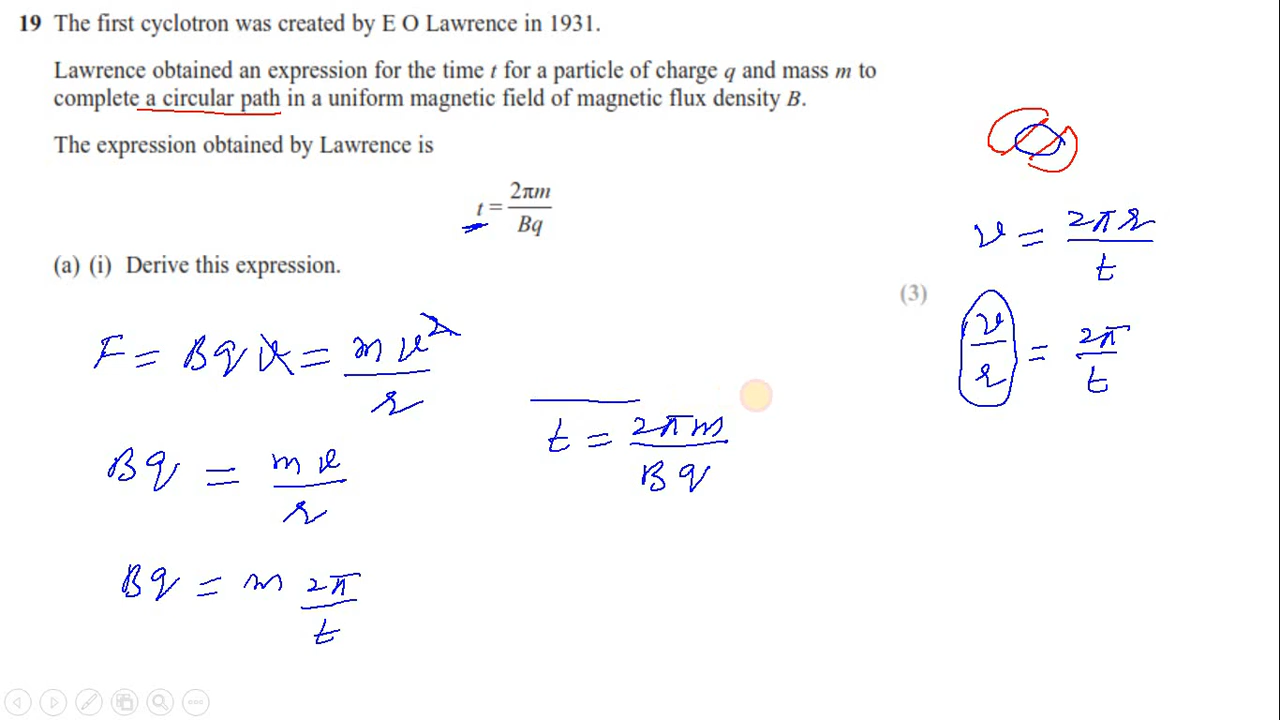 19 The first cyclotron was created by E O Lawrence in 1931.
Lawrence obtained an expression for the time t for a particle of charge q and mass m to
complete a circular path in a uniform magnetic field of magnetic flux density B.
The expression obtained by Lawrence is
t = 2πm / Bq
(a) (i) Derive this expression.
(3)
F = Bqv = mv² / r
Bq = mv / r
Bq = m 2π / t
t = 2πm / Bq
v = 2πr / t
v / r = 2π / t